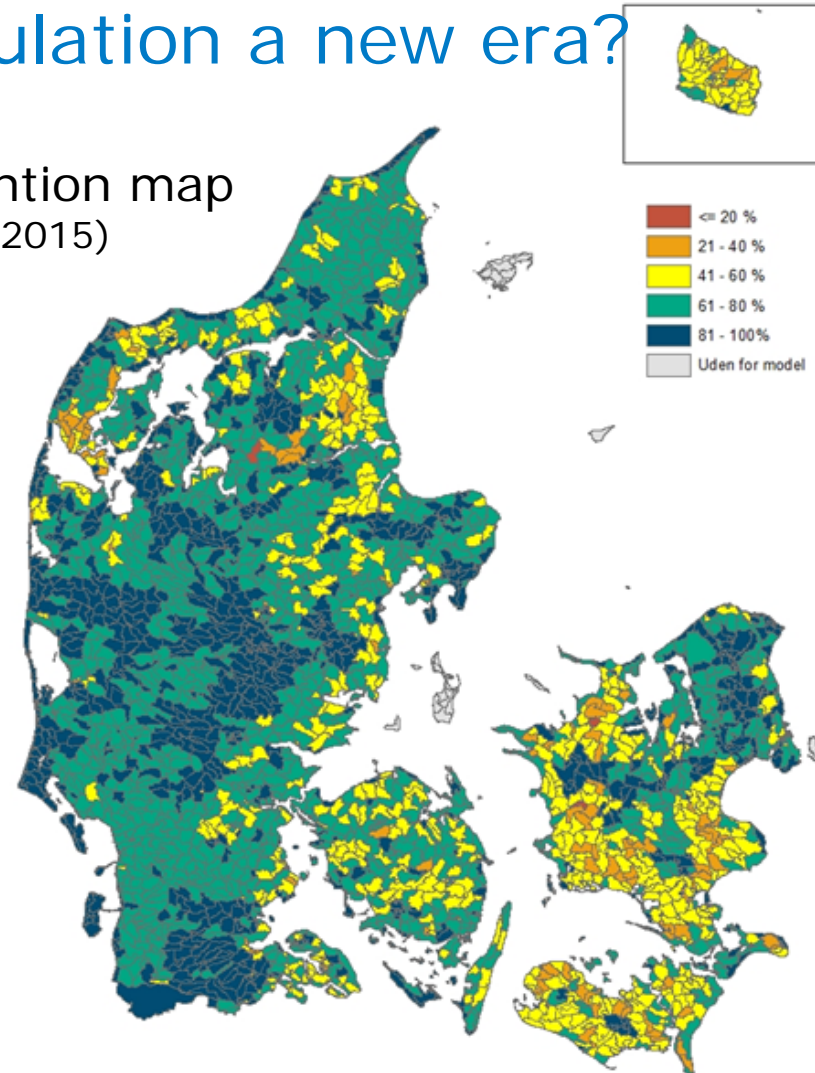 ulation a new era?
ntion map
2015)
<= 20 %
21 - 40 %
41 - 60 %
61 - 80 %
81 - 100%
Uden for model